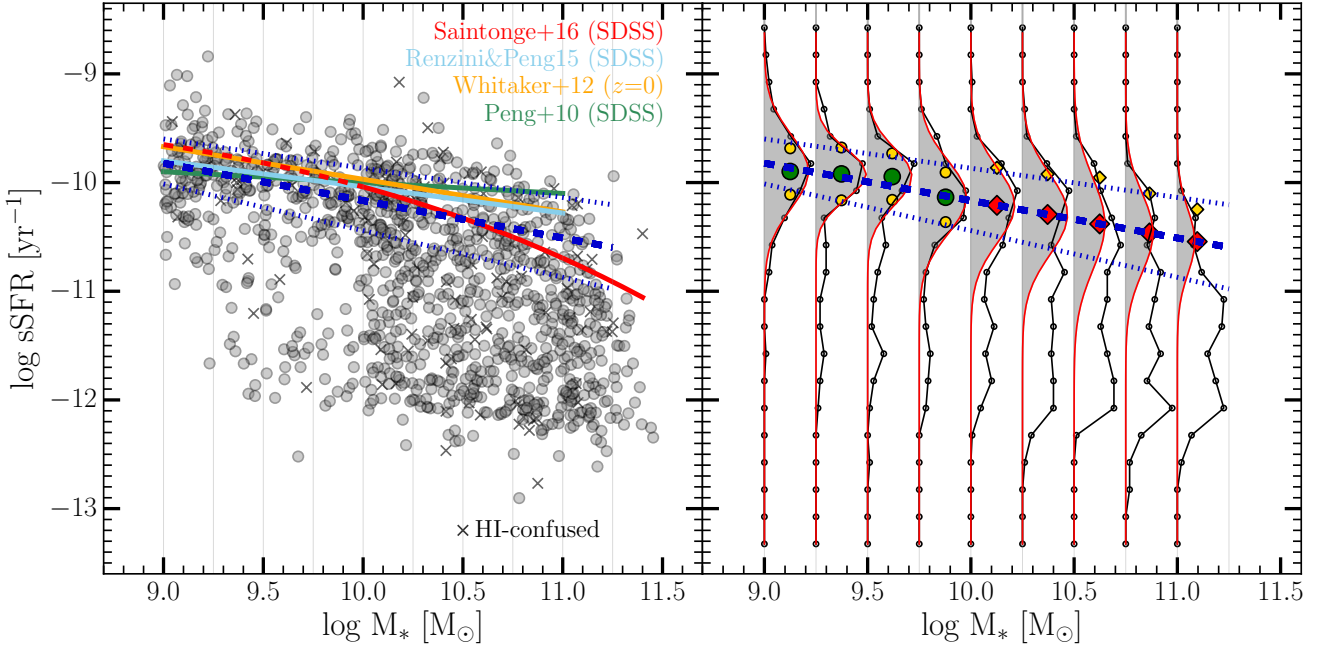 Saintonge+16 (SDSS)
Renzini&Peng15 (SDSS)
Whitaker+12 (z=0)
Peng+10 (SDSS)
−9
−10
−11
−12
−13
log sSFR [yr⁻¹]
× HI-confused
9.0 9.5 10.0 10.5 11.0 11.5
log M* [M⊙]
9.0 9.5 10.0 10.5 11.0 11.5
log M* [M⊙]